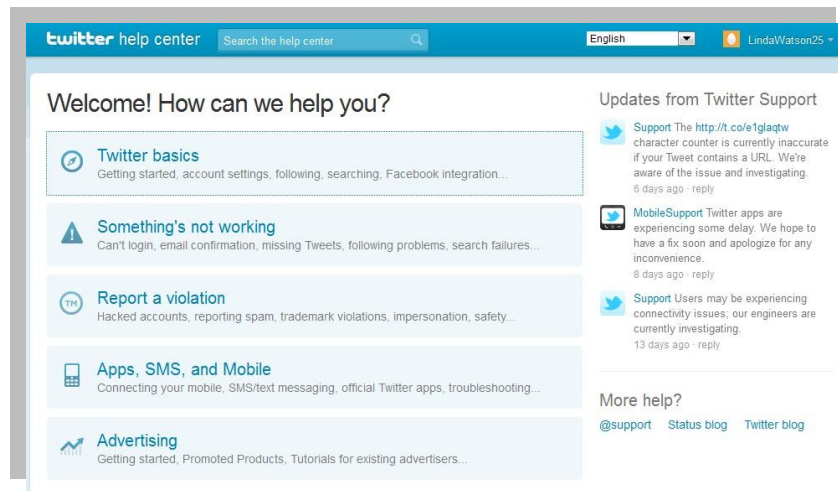 twitter help center Search the help center English LindaWatson25
Welcome! How can we help you?
Twitter basics
Getting started, account settings, following, searching, Facebook integration...
Something's not working
Can't login, email confirmation, missing Tweets, following problems, search failures...
Report a violation
TM
Hacked accounts, reporting spam, trademark violations, impersonation, safety...
Apps, SMS, and Mobile
Connecting your mobile, SMS/text messaging, official Twitter apps, troubleshooting...
Advertising
Getting started, Promoted Products, Tutorials for existing advertisers...
Updates from Twitter Support
Support The http://t.co/e1glaqtw
character counter is currently inaccurate
if your Tweet contains a URL. We're
aware of the issue and investigating.
6 days ago · reply
MobileSupport Twitter apps are
experiencing some delay. We hope to
have a fix soon and apologize for any
inconvenience.
8 days ago · reply
Support Users may be experiencing
connectivity issues; our engineers are
currently investigating.
13 days ago · reply
More help?
@support Status blog Twitter blog